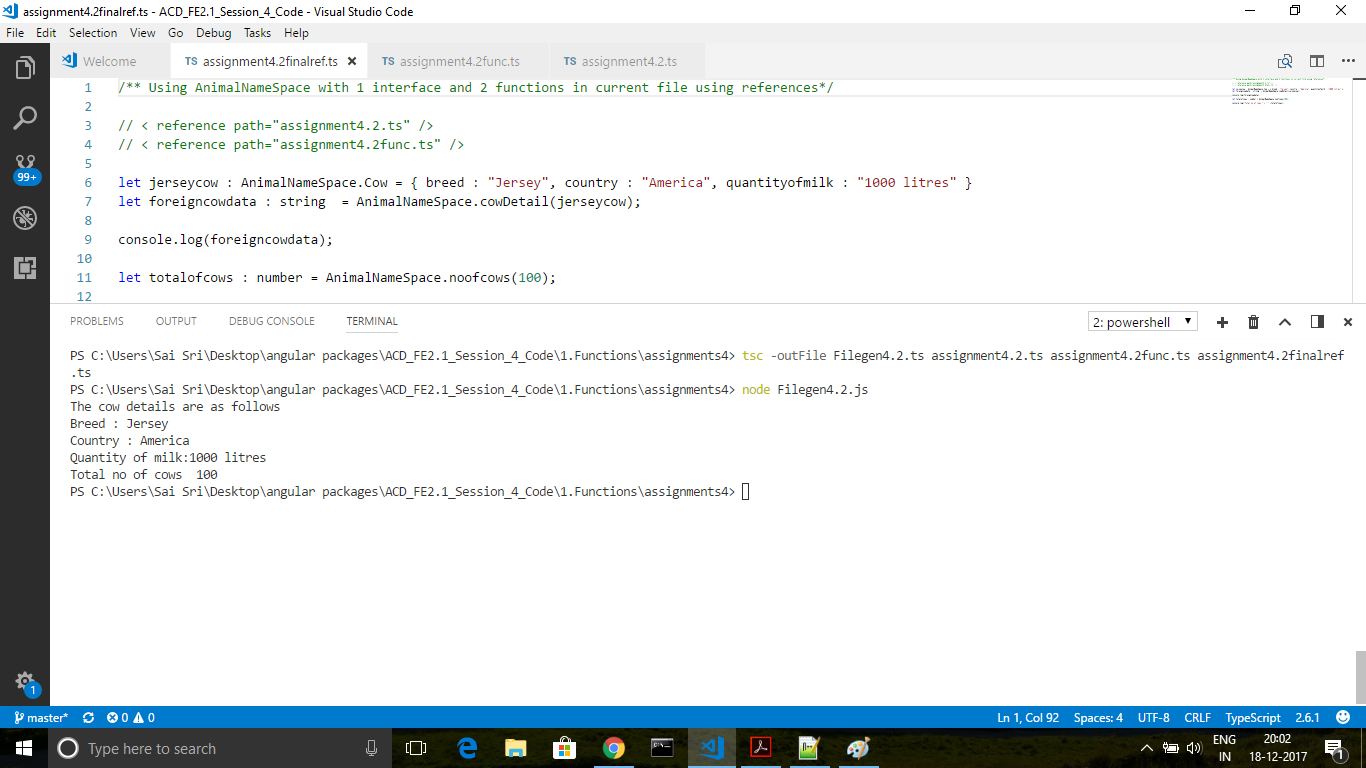 assignment4.2finalref.ts - ACD_FE2.1_Session_4_Code - Visual Studio Code
File Edit Selection View Go Debug Tasks Help
Welcome TS assignment4.2finalref.ts TS assignment4.2func.ts TS assignment4.2.ts
1 /** Using AnimalNameSpace with 1 interface and 2 functions in current file using references*/
2
3 // < reference path="assignment4.2.ts" />
4 // < reference path="assignment4.2func.ts" />
5
6 let jerseycow : AnimalNameSpace.Cow = { breed : "Jersey", country : "America", quantityofmilk : "1000 litres" }
7 let foreigncowdata : string  = AnimalNameSpace.cowDetail(jerseycow);
8
9 console.log(foreigncowdata);
10
11 let totalofcows : number = AnimalNameSpace.noofcows(100);
12
PROBLEMS OUTPUT DEBUG CONSOLE TERMINAL 2: powershell
PS C:\Users\Sai Sri\Desktop\angular packages\ACD_FE2.1_Session_4_Code\1.Functions\assignments4> tsc -outFile Filegen4.2.ts assignment4.2.ts assignment4.2func.ts assignment4.2finalref
.ts
PS C:\Users\Sai Sri\Desktop\angular packages\ACD_FE2.1_Session_4_Code\1.Functions\assignments4> node Filegen4.2.js
The cow details are as follows
Breed : Jersey
Country : America
Quantity of milk:1000 litres
Total no of cows  100
PS C:\Users\Sai Sri\Desktop\angular packages\ACD_FE2.1_Session_4_Code\1.Functions\assignments4>
99+
1
master* 0 0 Ln 1, Col 92 Spaces: 4 UTF-8 CRLF TypeScript 2.6.1
Type here to search
ENG
IN
20:02
18-12-2017
1